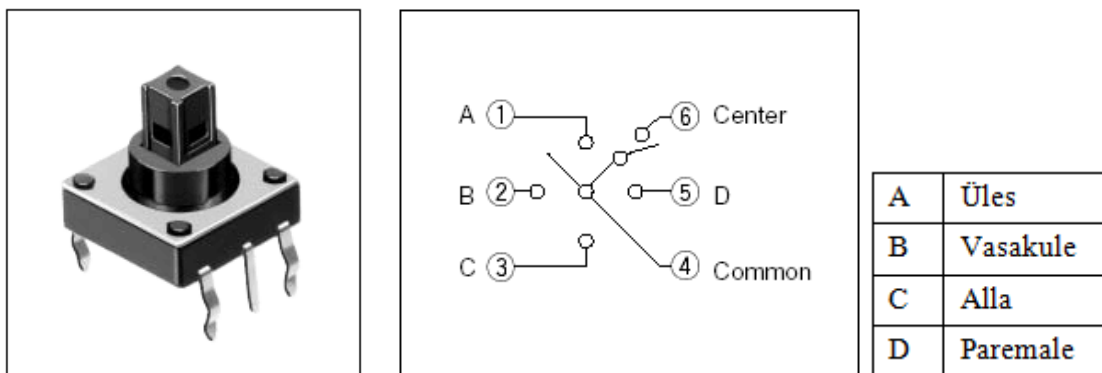 A ① ⑥ Center
B ② ⑤ D
C ③ ④ Common
A Üles
B Vasakule
C Alla
D Paremale